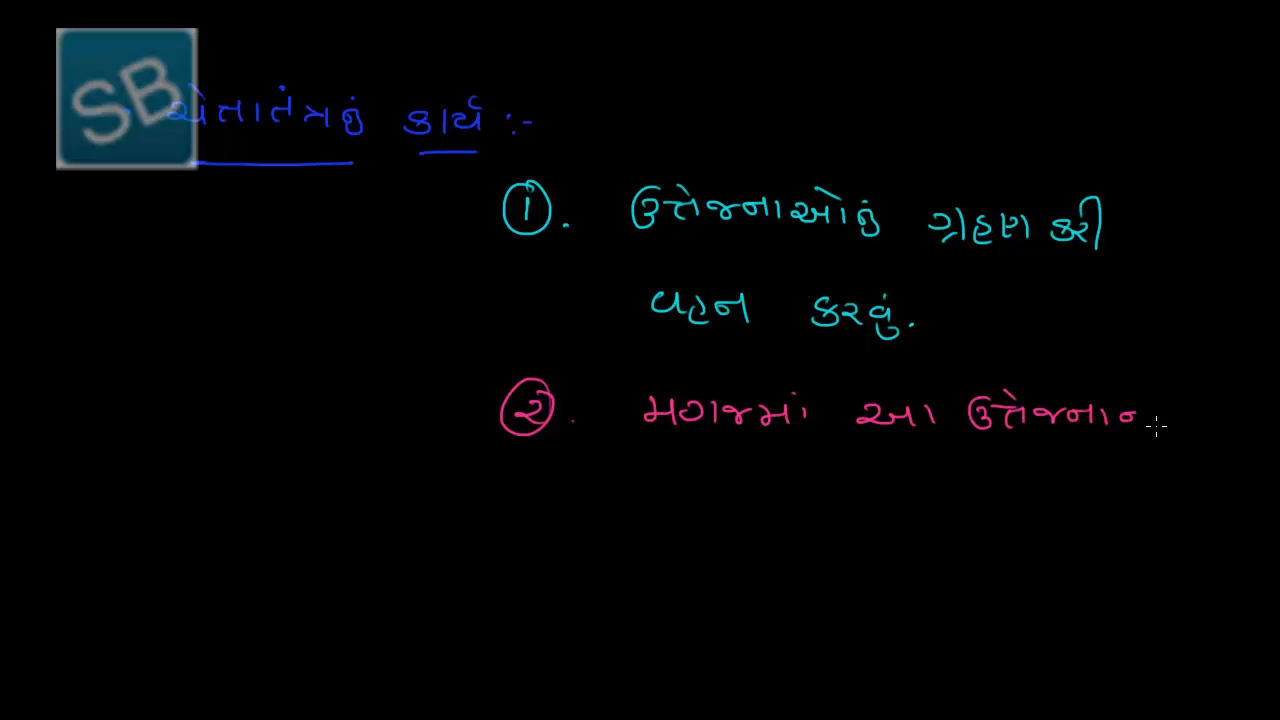 SB
ચેતાતંત્રનું કાર્ય :-
①. ઉત્તેજનાઓનું ગ્રહણ કરી
વહન કરવું.
②. મગજમાં આ ઉત્તેજનાન